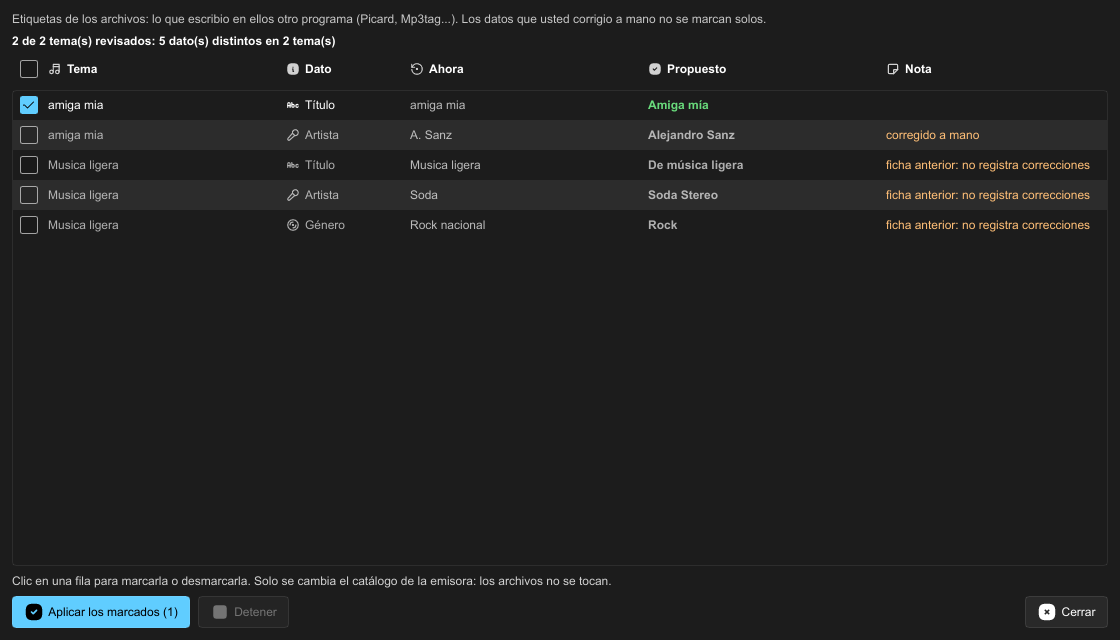 Etiquetas de los archivos: lo que escribio en ellos otro programa (Picard, Mp3tag...). Los datos que usted corrigio a mano no se marcan solos.
2 de 2 tema(s) revisados: 5 dato(s) distintos en 2 tema(s)
Tema Dato Ahora Propuesto Nota
amiga mia Abc Título amiga mia Amiga mía
amiga mia Artista A. Sanz Alejandro Sanz corregido a mano
Musica ligera Abc Título Musica ligera De música ligera ficha anterior: no registra correcciones
Musica ligera Artista Soda Soda Stereo ficha anterior: no registra correcciones
Musica ligera Género Rock nacional Rock ficha anterior: no registra correcciones
Clic en una fila para marcarla o desmarcarla. Solo se cambia el catálogo de la emisora: los archivos no se tocan.
Aplicar los marcados (1) Detener Cerrar